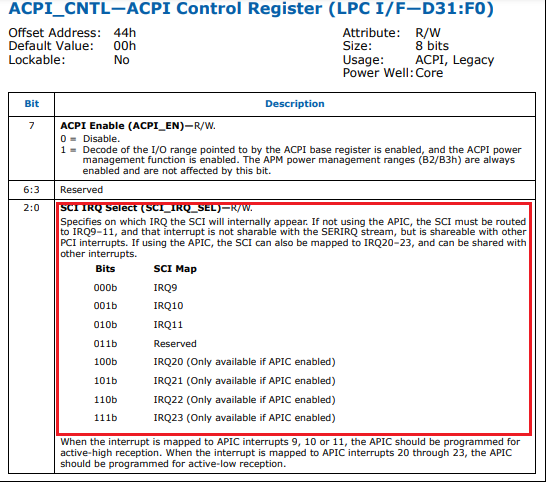 ACPI_CNTL—ACPI Control Register (LPC I/F—D31:F0)
Offset Address: 44h Attribute: R/W
Default Value: 00h Size: 8 bits
Lockable: No Usage: ACPI, Legacy
Power Well: Core
Bit Description
7 ACPI Enable (ACPI_EN)—R/W.
0 = Disable.
1 = Decode of the I/O range pointed to by the ACPI base register is enabled, and the ACPI power
management function is enabled. The APM power management ranges (B2/B3h) are always
enabled and are not affected by this bit.
6:3 Reserved
2:0 SCI IRQ Select (SCI_IRQ_SEL)—R/W.
Specifies on which IRQ the SCI will internally appear. If not using the APIC, the SCI must be routed
to IRQ9–11, and that interrupt is not sharable with the SERIRQ stream, but is shareable with other
PCI interrupts. If using the APIC, the SCI can also be mapped to IRQ20–23, and can be shared with
other interrupts.
Bits SCI Map
000b IRQ9
001b IRQ10
010b IRQ11
011b Reserved
100b IRQ20 (Only available if APIC enabled)
101b IRQ21 (Only available if APIC enabled)
110b IRQ22 (Only available if APIC enabled)
111b IRQ23 (Only available if APIC enabled)
When the interrupt is mapped to APIC interrupts 9, 10 or 11, the APIC should be programmed for
active-high reception. When the interrupt is mapped to APIC interrupts 20 through 23, the APIC
should be programmed for active-low reception.